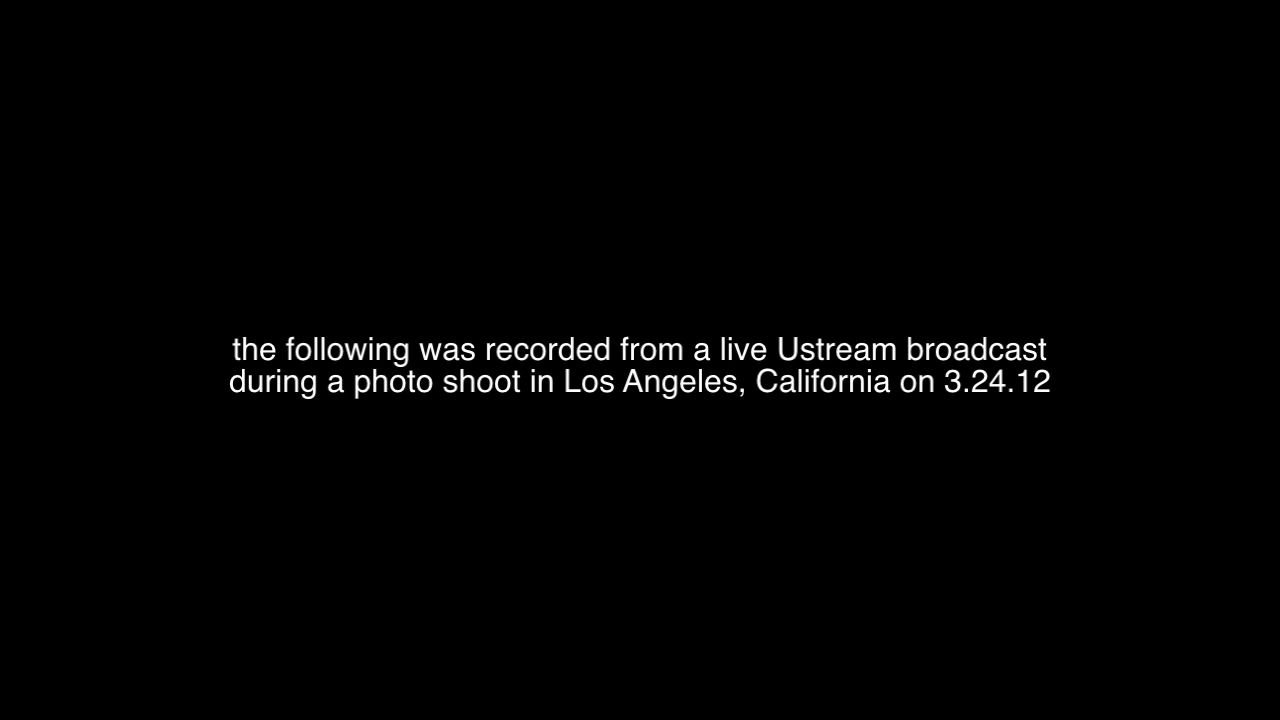 the following was recorded from a live Ustream broadcast
during a photo shoot in Los Angeles, California on 3.24.12